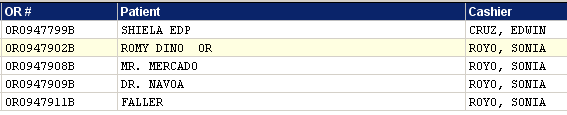 OR # Patient Cashier
OR0947799B SHIELA EDP CRUZ, EDWIN
OR0947902B ROMY DINO OR ROYO, SONIA
OR0947908B MR. MERCADO ROYO, SONIA
OR0947909B DR. NAVOA ROYO, SONIA
OR0947911B FALLER ROYO, SONIA